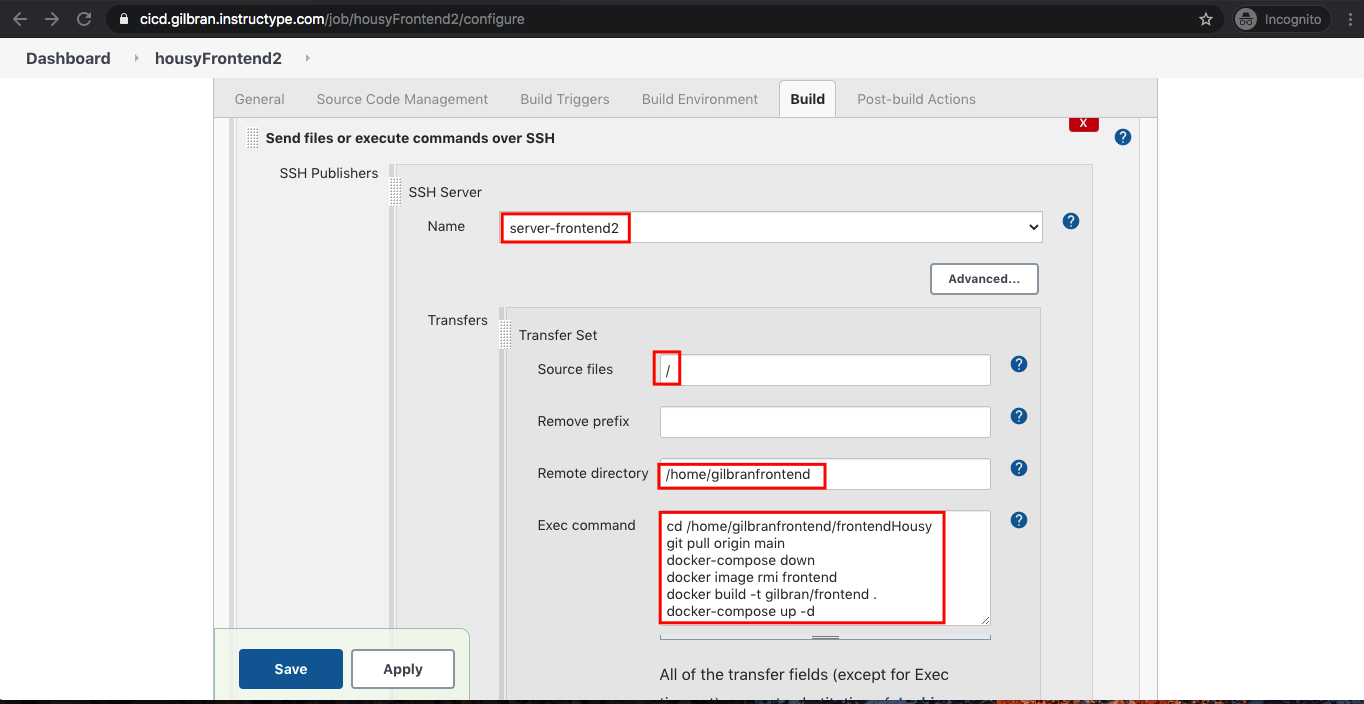 cicd.gilbran.instructype.com/job/housyFrontend2/configure
Incognito
Dashboard housyFrontend2
General Source Code Management Build Triggers Build Environment Build Post-build Actions
X
Send files or execute commands over SSH
?
SSH Publishers
SSH Server
Name server-frontend2 ?
Advanced...
Transfers
Transfer Set
Source files / ?
Remove prefix ?
Remote directory /home/gilbranfrontend ?
Exec command ?
cd /home/gilbranfrontend/frontendHousy
git pull origin main
docker-compose down
docker image rmi frontend
docker build -t gilbran/frontend .
docker-compose up -d
Save Apply
All of the transfer fields (except for Exec